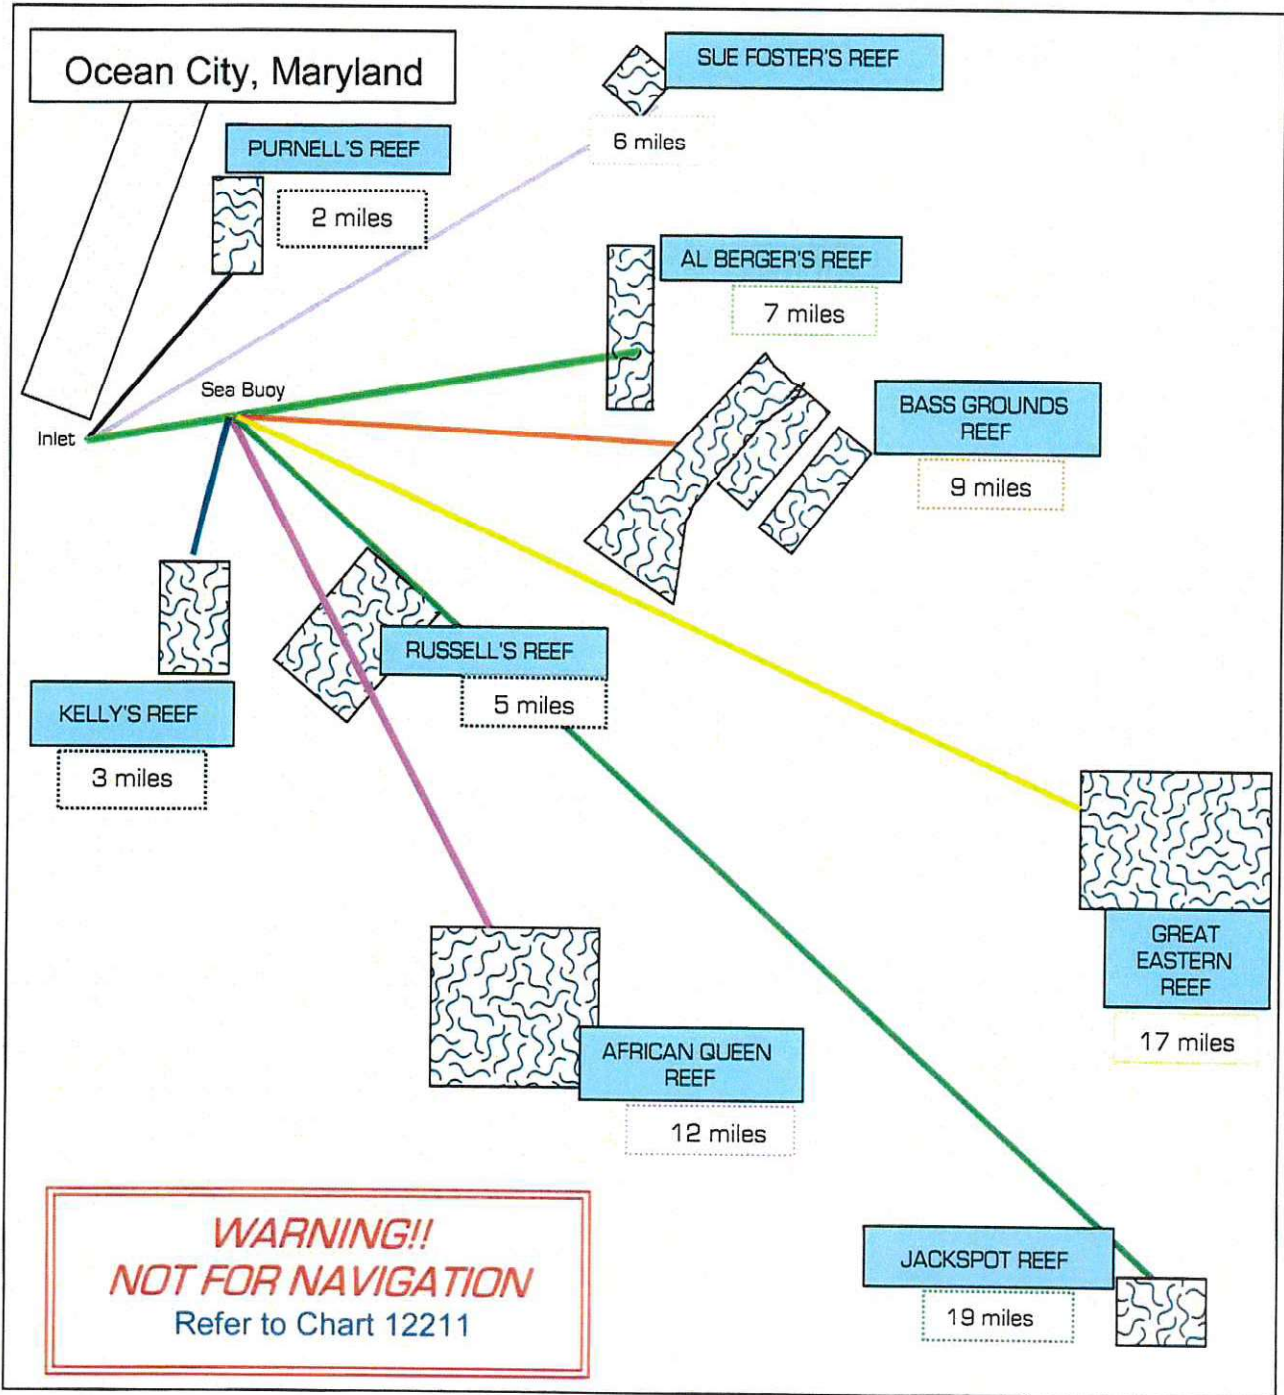 Ocean City, Maryland
SUE FOSTER'S REEF
6 miles
PURNELL'S REEF
2 miles
AL BERGER'S REEF
7 miles
Sea Buoy
Inlet
BASS GROUNDS
REEF
9 miles
RUSSELL'S REEF
5 miles
KELLY'S REEF
3 miles
GREAT
EASTERN
REEF
17 miles
AFRICAN QUEEN
REEF
12 miles
JACKSPOT REEF
19 miles
WARNING!!
NOT FOR NAVIGATION
Refer to Chart 12211